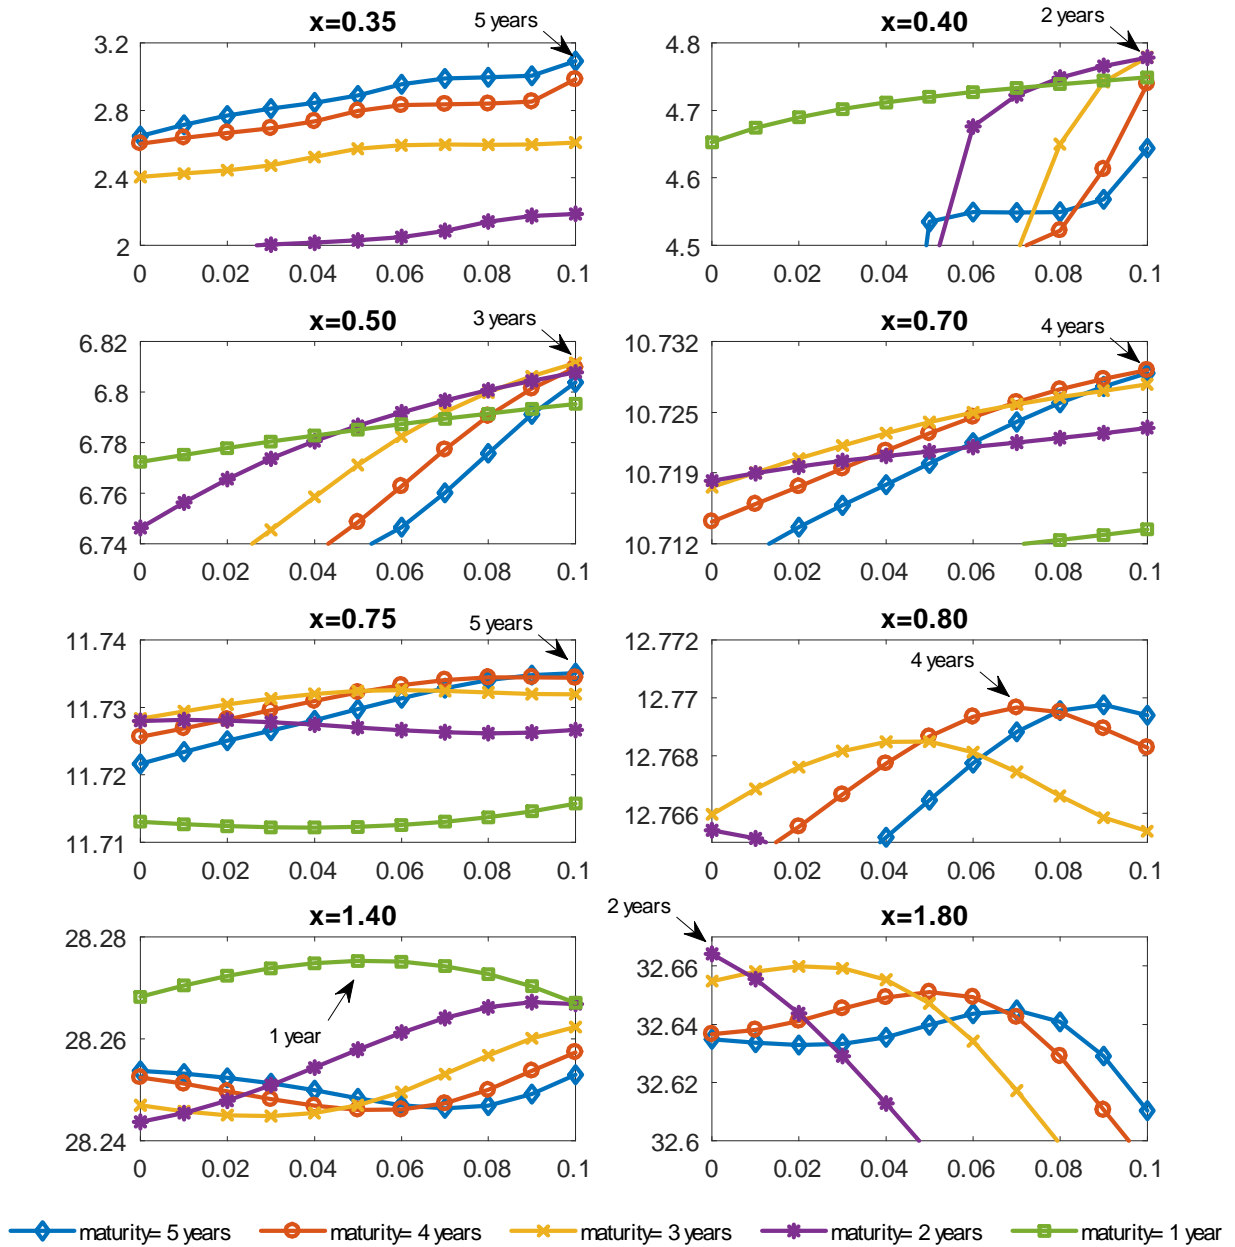 x=0.35
5 years
3.2
2.8
2.4
2
0 0.02 0.04 0.06 0.08 0.1
x=0.40
2 years
4.8
4.7
4.6
4.5
0 0.02 0.04 0.06 0.08 0.1
x=0.50
3 years
6.82
6.8
6.78
6.76
6.74
0 0.02 0.04 0.06 0.08 0.1
x=0.70
4 years
10.732
10.725
10.719
10.712
0 0.02 0.04 0.06 0.08 0.1
x=0.75
5 years
11.74
11.73
11.72
11.71
0 0.02 0.04 0.06 0.08 0.1
x=0.80
4 years
12.772
12.77
12.768
12.766
0 0.02 0.04 0.06 0.08 0.1
x=1.40
1 year
28.28
28.26
28.24
0 0.02 0.04 0.06 0.08 0.1
x=1.80
2 years
32.66
32.64
32.62
32.6
0 0.02 0.04 0.06 0.08 0.1
maturity= 5 years maturity= 4 years maturity= 3 years maturity= 2 years maturity= 1 year